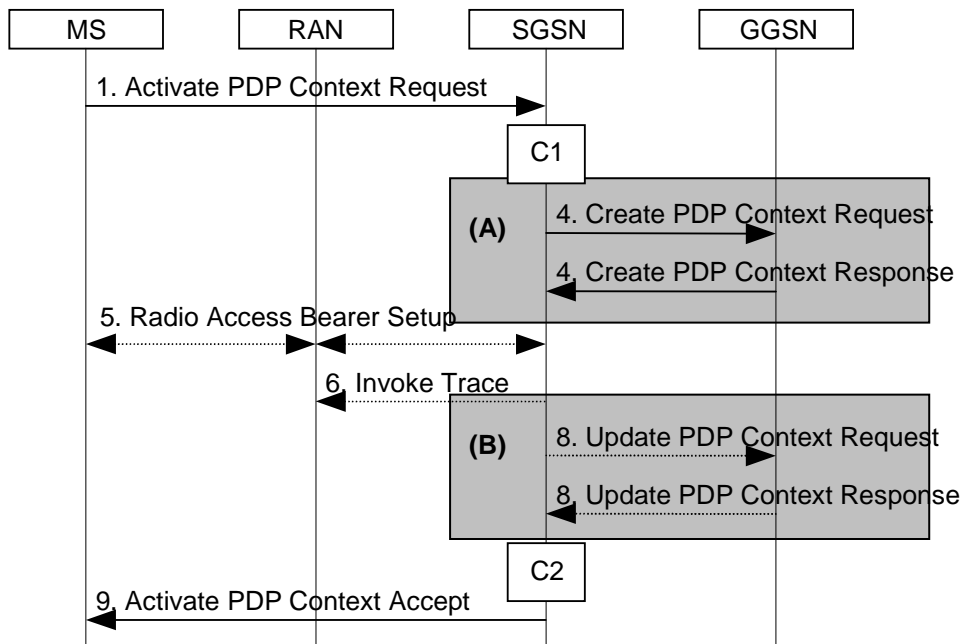 MS
RAN
SGSN
GGSN
1. Activate PDP Context Request
C1
(A)
4. Create PDP Context Request
4. Create PDP Context Response
5. Radio Access Bearer Setup
6. Invoke Trace
(B)
8. Update PDP Context Request
8. Update PDP Context Response
C2
9. Activate PDP Context Accept